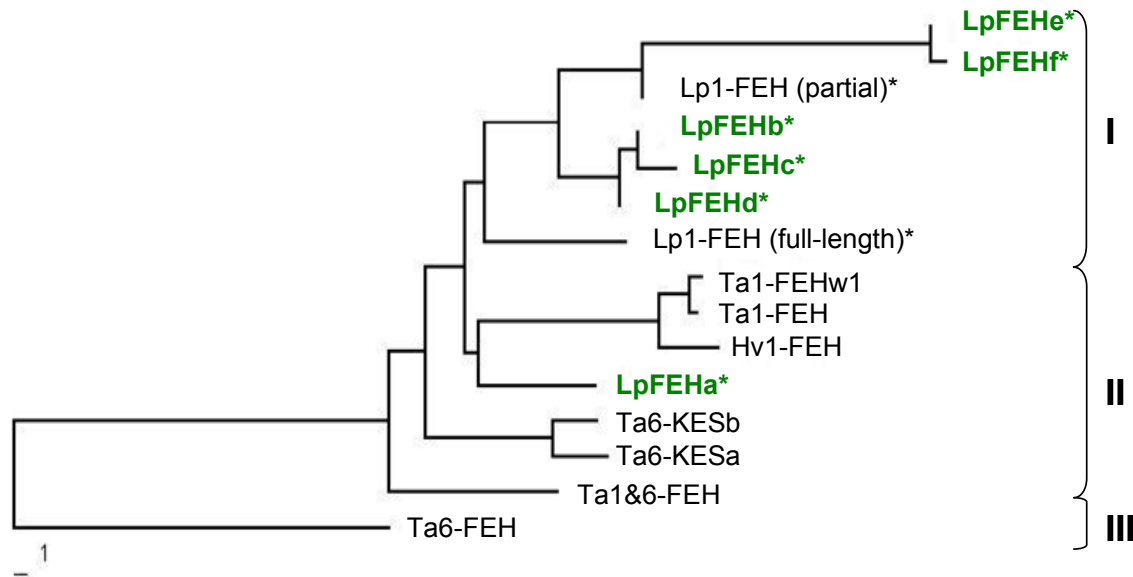 LpFEHe*
LpFEHf*
Lp1-FEH (partial)*
LpFEHb*
I
LpFEHc*
LpFEHd*
Lp1-FEH (full-length)*
Ta1-FEHw1
Ta1-FEH
Hv1-FEH
LpFEHa*
II
Ta6-KESb
Ta6-KESa
Ta1&6-FEH
Ta6-FEH
III
1